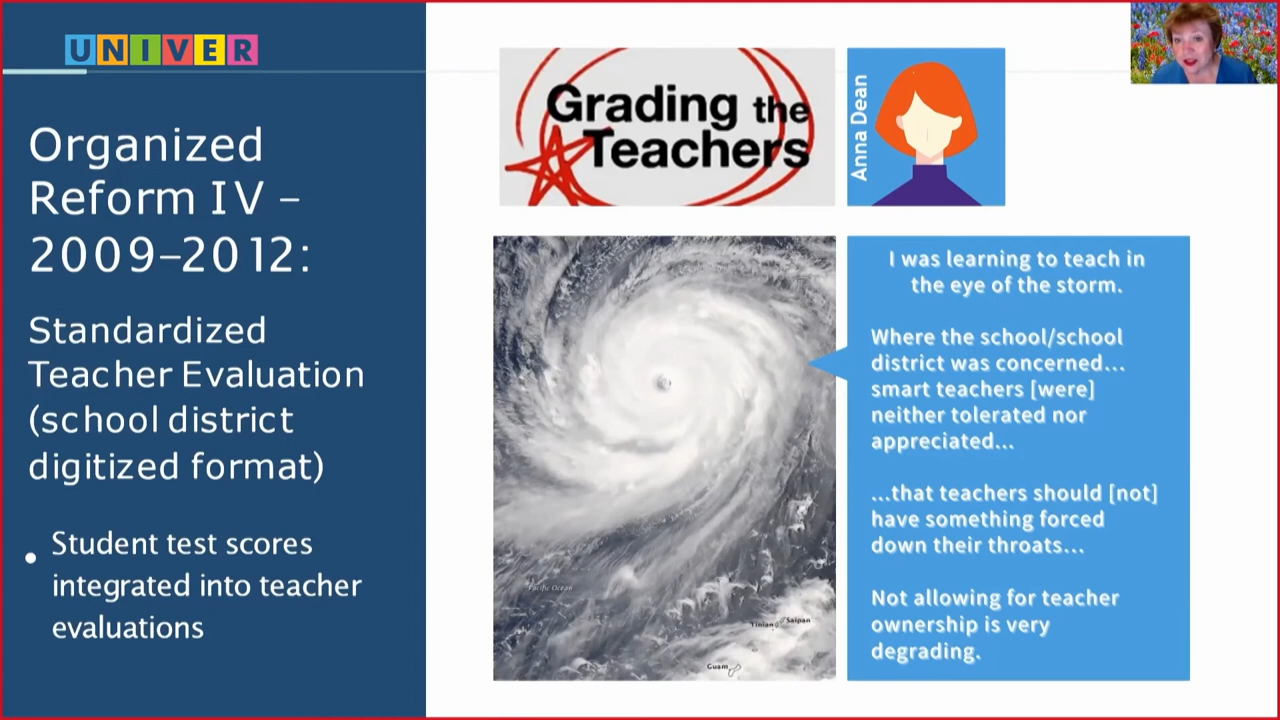 UNIVER
Organized
Reform IV –
2009–2012:
Standardized
Teacher Evaluation
(school district
digitized format)
• Student test scores
integrated into teacher
evaluations
Grading the
Teachers
Anna Dean
I was learning to teach in
the eye of the storm.
Where the school/school
district was concerned...
smart teachers [were]
neither tolerated nor
appreciated...
...that teachers should [not]
have something forced
down their throats...
Not allowing for teacher
ownership is very
degrading.
Pacific Ocean
Tinian Saipan
Guam